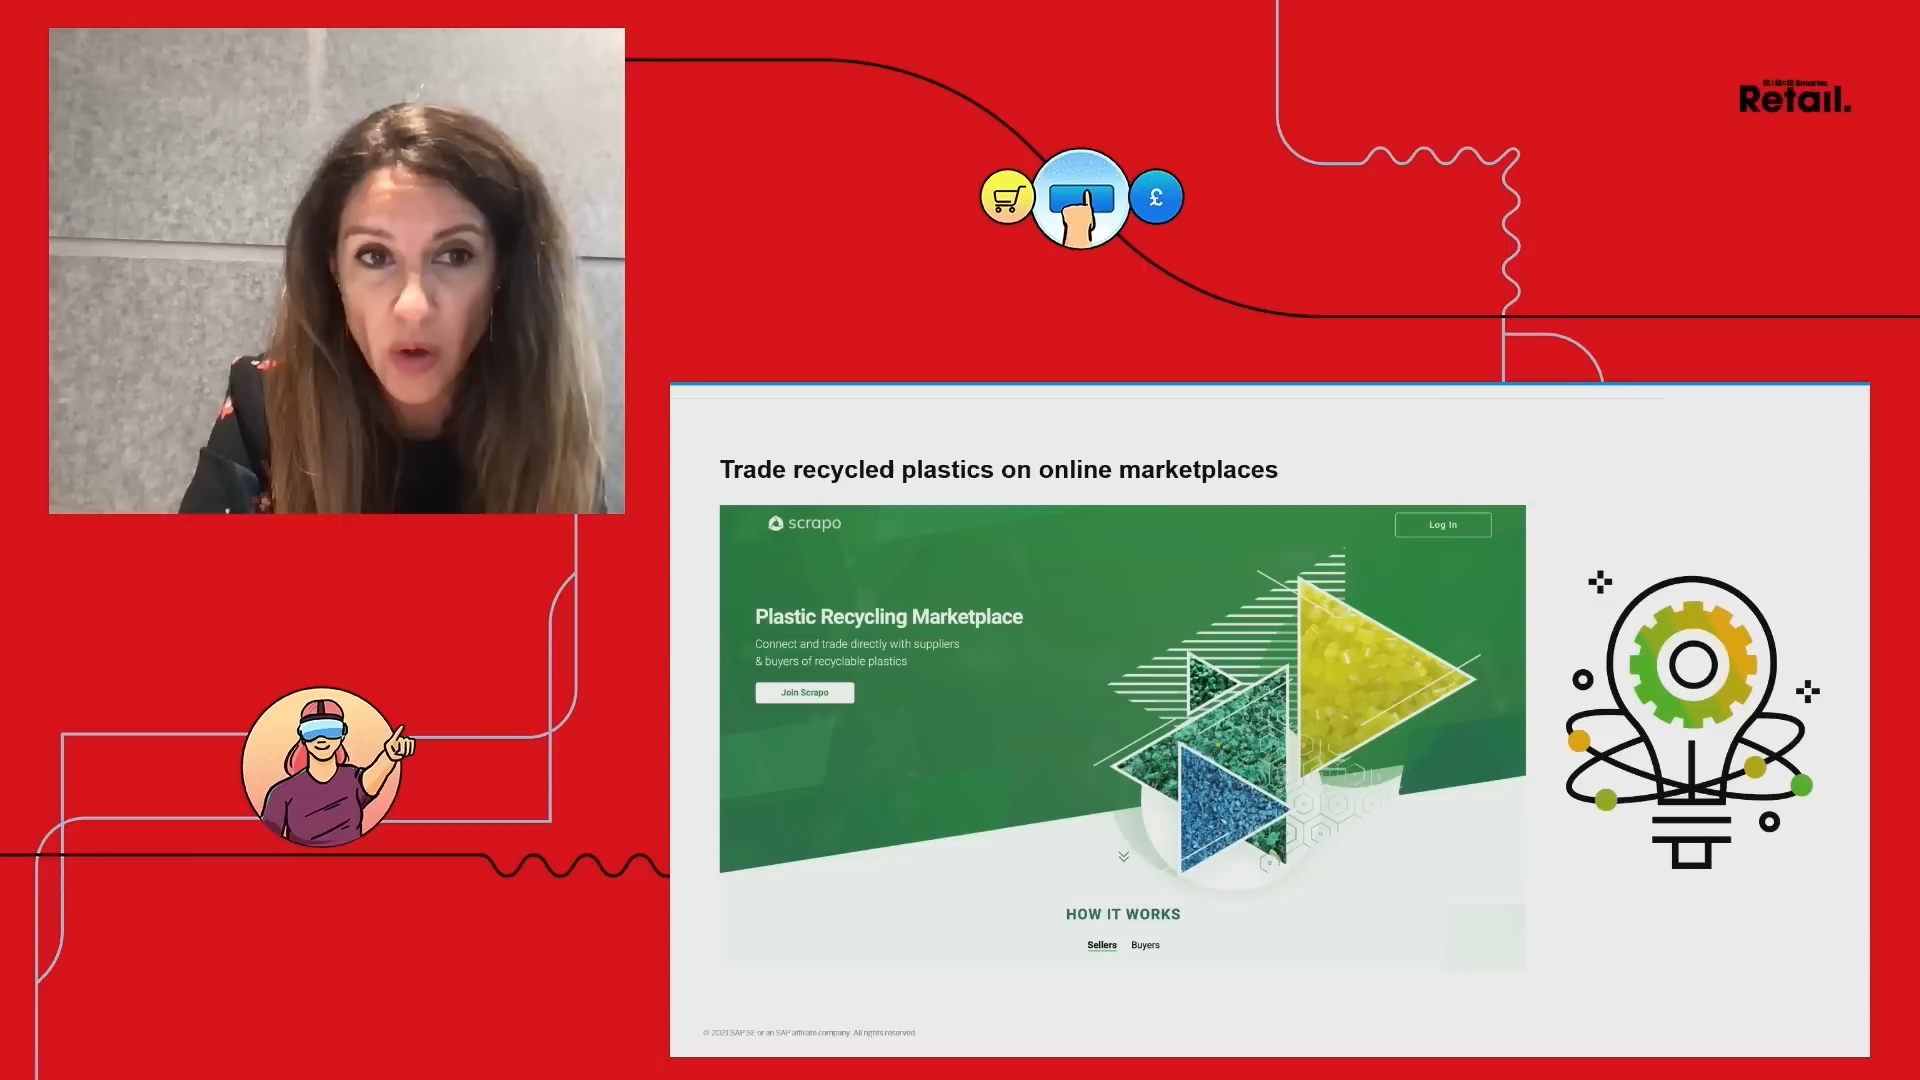 Smarter.
Retail.
£
Trade recycled plastics on online marketplaces
scrapo
Log In
Plastic Recycling Marketplace
Connect and trade directly with suppliers
& buyers of recyclable plastics
Join Scrapo
HOW IT WORKS
Sellers Buyers
© 2021 SAP SE or an SAP affiliate company. All rights reserved.